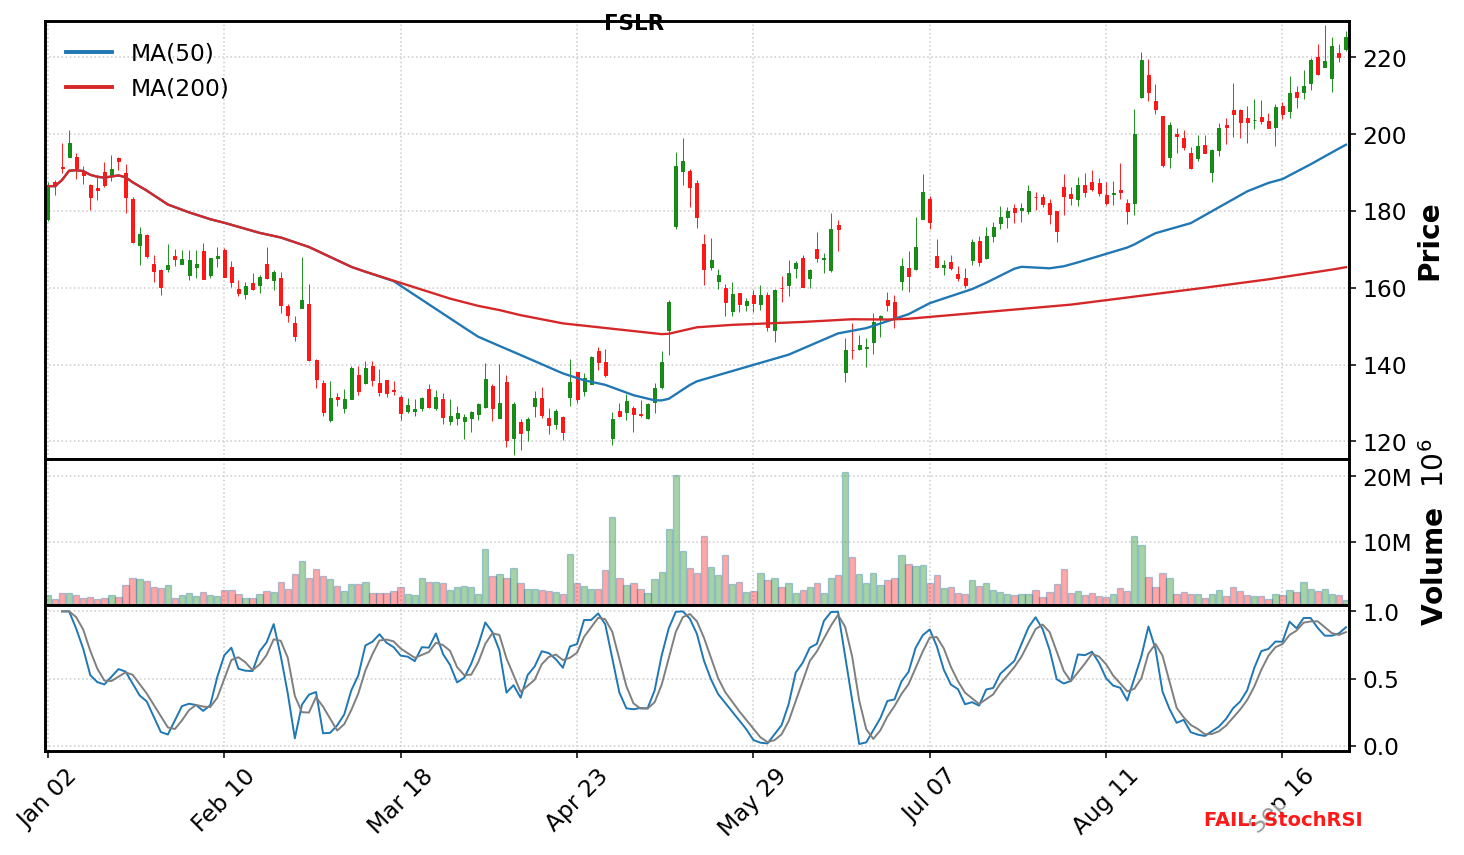 FSLR
MA(50)
MA(200)
220
200
180
160
140
120
Price
20M
10M
Volume 10⁶
1.0
0.5
0.0
Jan 02
Feb 10
Mar 18
Apr 23
May 29
Jul 07
Aug 11
Sep 16
FAIL: StochRSI